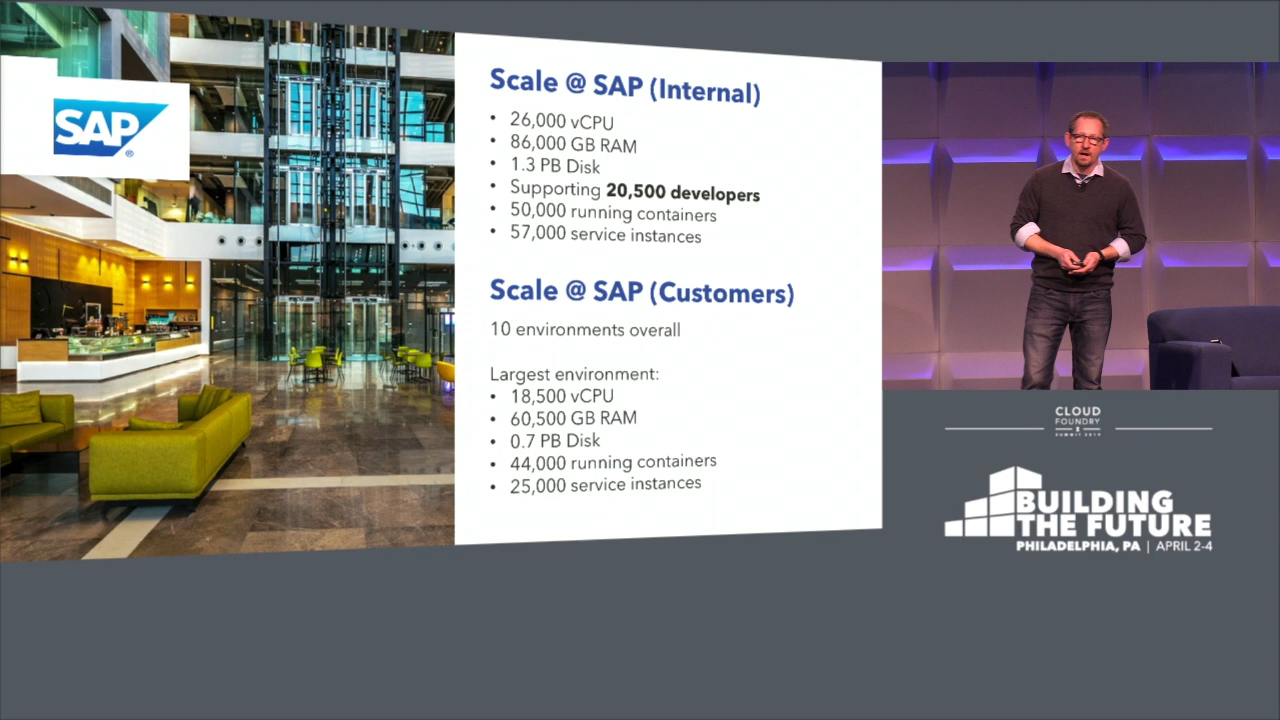 SAP
®
Scale @ SAP (Internal)
• 26,000 vCPU
• 86,000 GB RAM
• 1.3 PB Disk
• Supporting 20,500 developers
• 50,000 running containers
• 57,000 service instances
Scale @ SAP (Customers)
10 environments overall
Largest environment:
• 18,500 vCPU
• 60,500 GB RAM
• 0.7 PB Disk
• 44,000 running containers
• 25,000 service instances
CLOUD
FOUNDRY
SUMMIT 2019
BUILDING
THE FUTURE
PHILADELPHIA, PA | APRIL 2-4